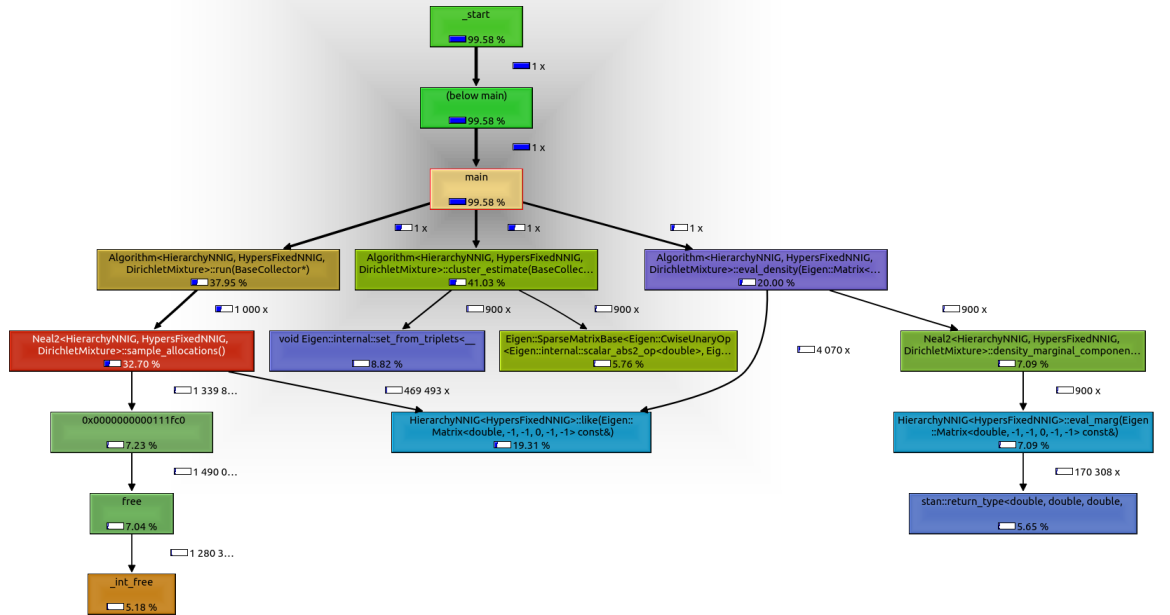 _start
99.58 %
1 x
(below main)
99.58 %
1 x
main
99.58 %
1 x
1 x
1 x
Algorithm<HierarchyNNIG, HypersFixedNNIG,
DirichletMixture>::run(BaseCollector*)
37.95 %
Algorithm<HierarchyNNIG, HypersFixedNNIG,
DirichletMixture>::cluster_estimate(BaseCollec...
41.03 %
Algorithm<HierarchyNNIG, HypersFixedNNIG,
DirichletMixture>::eval_density(Eigen::Matrix<...
20.00 %
1 000 x
900 x
900 x
900 x
Neal2<HierarchyNNIG, HypersFixedNNIG,
DirichletMixture>::sample_allocations()
32.70 %
void Eigen::internal::set_from_triplets<__
8.82 %
Eigen::SparseMatrixBase<Eigen::CwiseUnaryOp
<Eigen::internal::scalar_abs2_op<double>, Eig...
5.76 %
4 070 x
Neal2<HierarchyNNIG, HypersFixedNNIG,
DirichletMixture>::density_marginal_componen...
7.09 %
1 339 8...
469 493 x
900 x
0x0000000000111fc0
7.23 %
HierarchyNNIG<HypersFixedNNIG>::like(Eigen::
Matrix<double, -1, -1, 0, -1, -1> const&)
19.31 %
HierarchyNNIG<HypersFixedNNIG>::eval_marg(Eigen
::Matrix<double, -1, -1, 0, -1, -1> const&)
7.09 %
1 490 0...
170 308 x
free
7.04 %
stan::return_type<double, double, double,
5.65 %
1 280 3...
_int_free
5.18 %